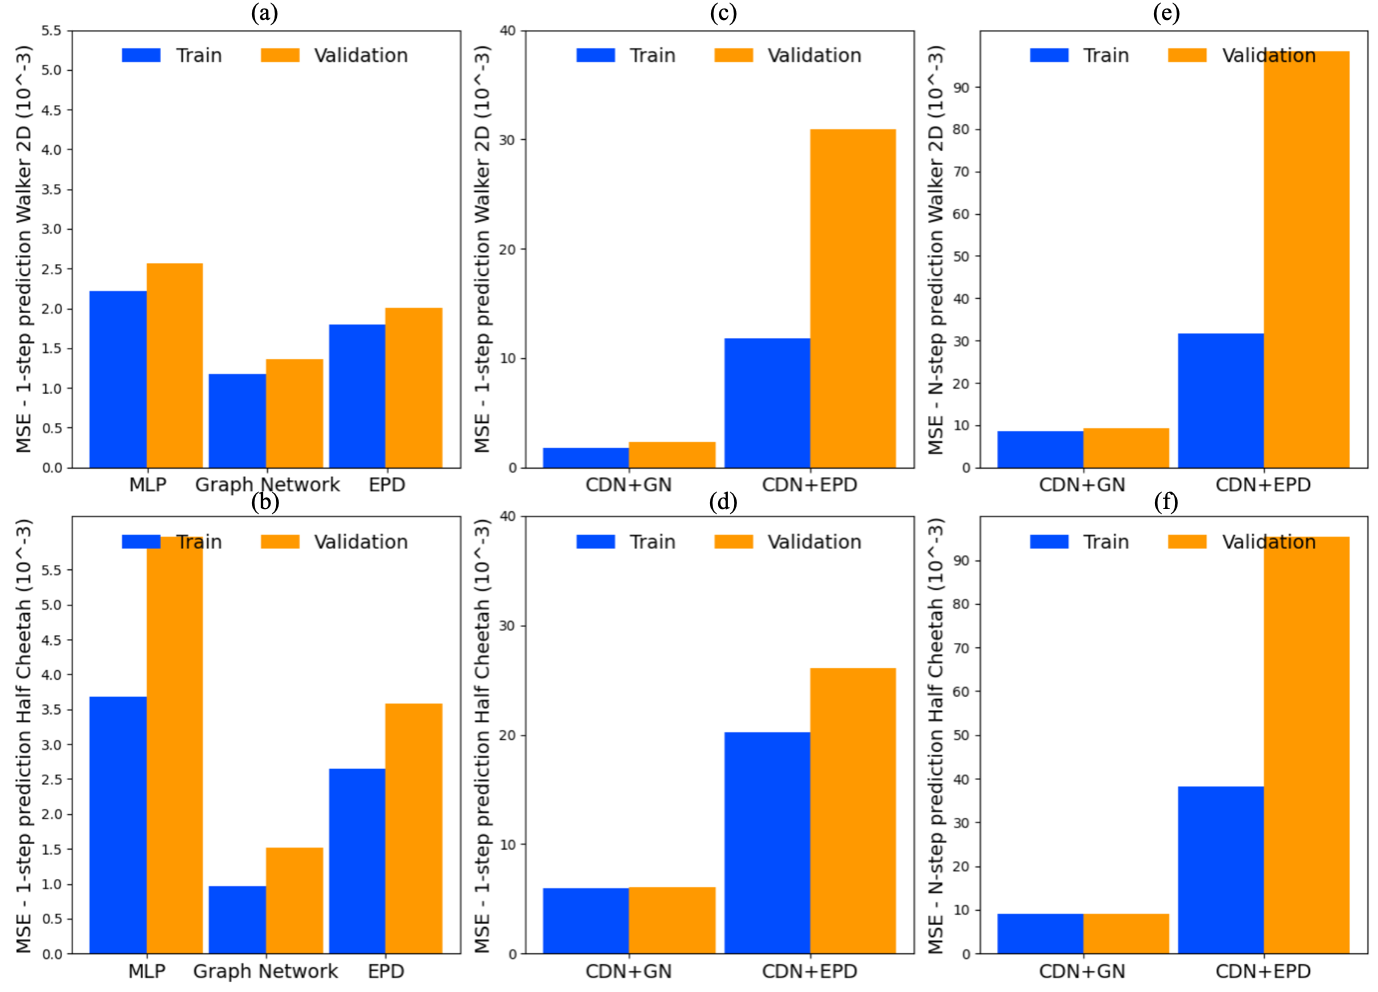 (a)
MSE - 1-step prediction Walker 2D (10^-3)
5.5
5.0
4.5
4.0
3.5
3.0
2.5
2.0
1.5
1.0
0.5
0.0
Train Validation
MLP Graph Network EPD
(c)
MSE - 1-step prediction Walker 2D (10^-3)
40
30
20
10
0
Train Validation
CDN+GN CDN+EPD
(e)
MSE - N-step prediction Walker 2D (10^-3)
90
80
70
60
50
40
30
20
10
0
Train Validation
CDN+GN CDN+EPD
(b)
MSE - 1-step prediction Half Cheetah (10^-3)
5.5
5.0
4.5
4.0
3.5
3.0
2.5
2.0
1.5
1.0
0.5
0.0
Train Validation
MLP Graph Network EPD
(d)
MSE - 1-step prediction Half Cheetah (10^-3)
40
30
20
10
0
Train Validation
CDN+GN CDN+EPD
(f)
MSE - N-step prediction Half Cheetah (10^-3)
90
80
70
60
50
40
30
20
10
0
Train Validation
CDN+GN CDN+EPD